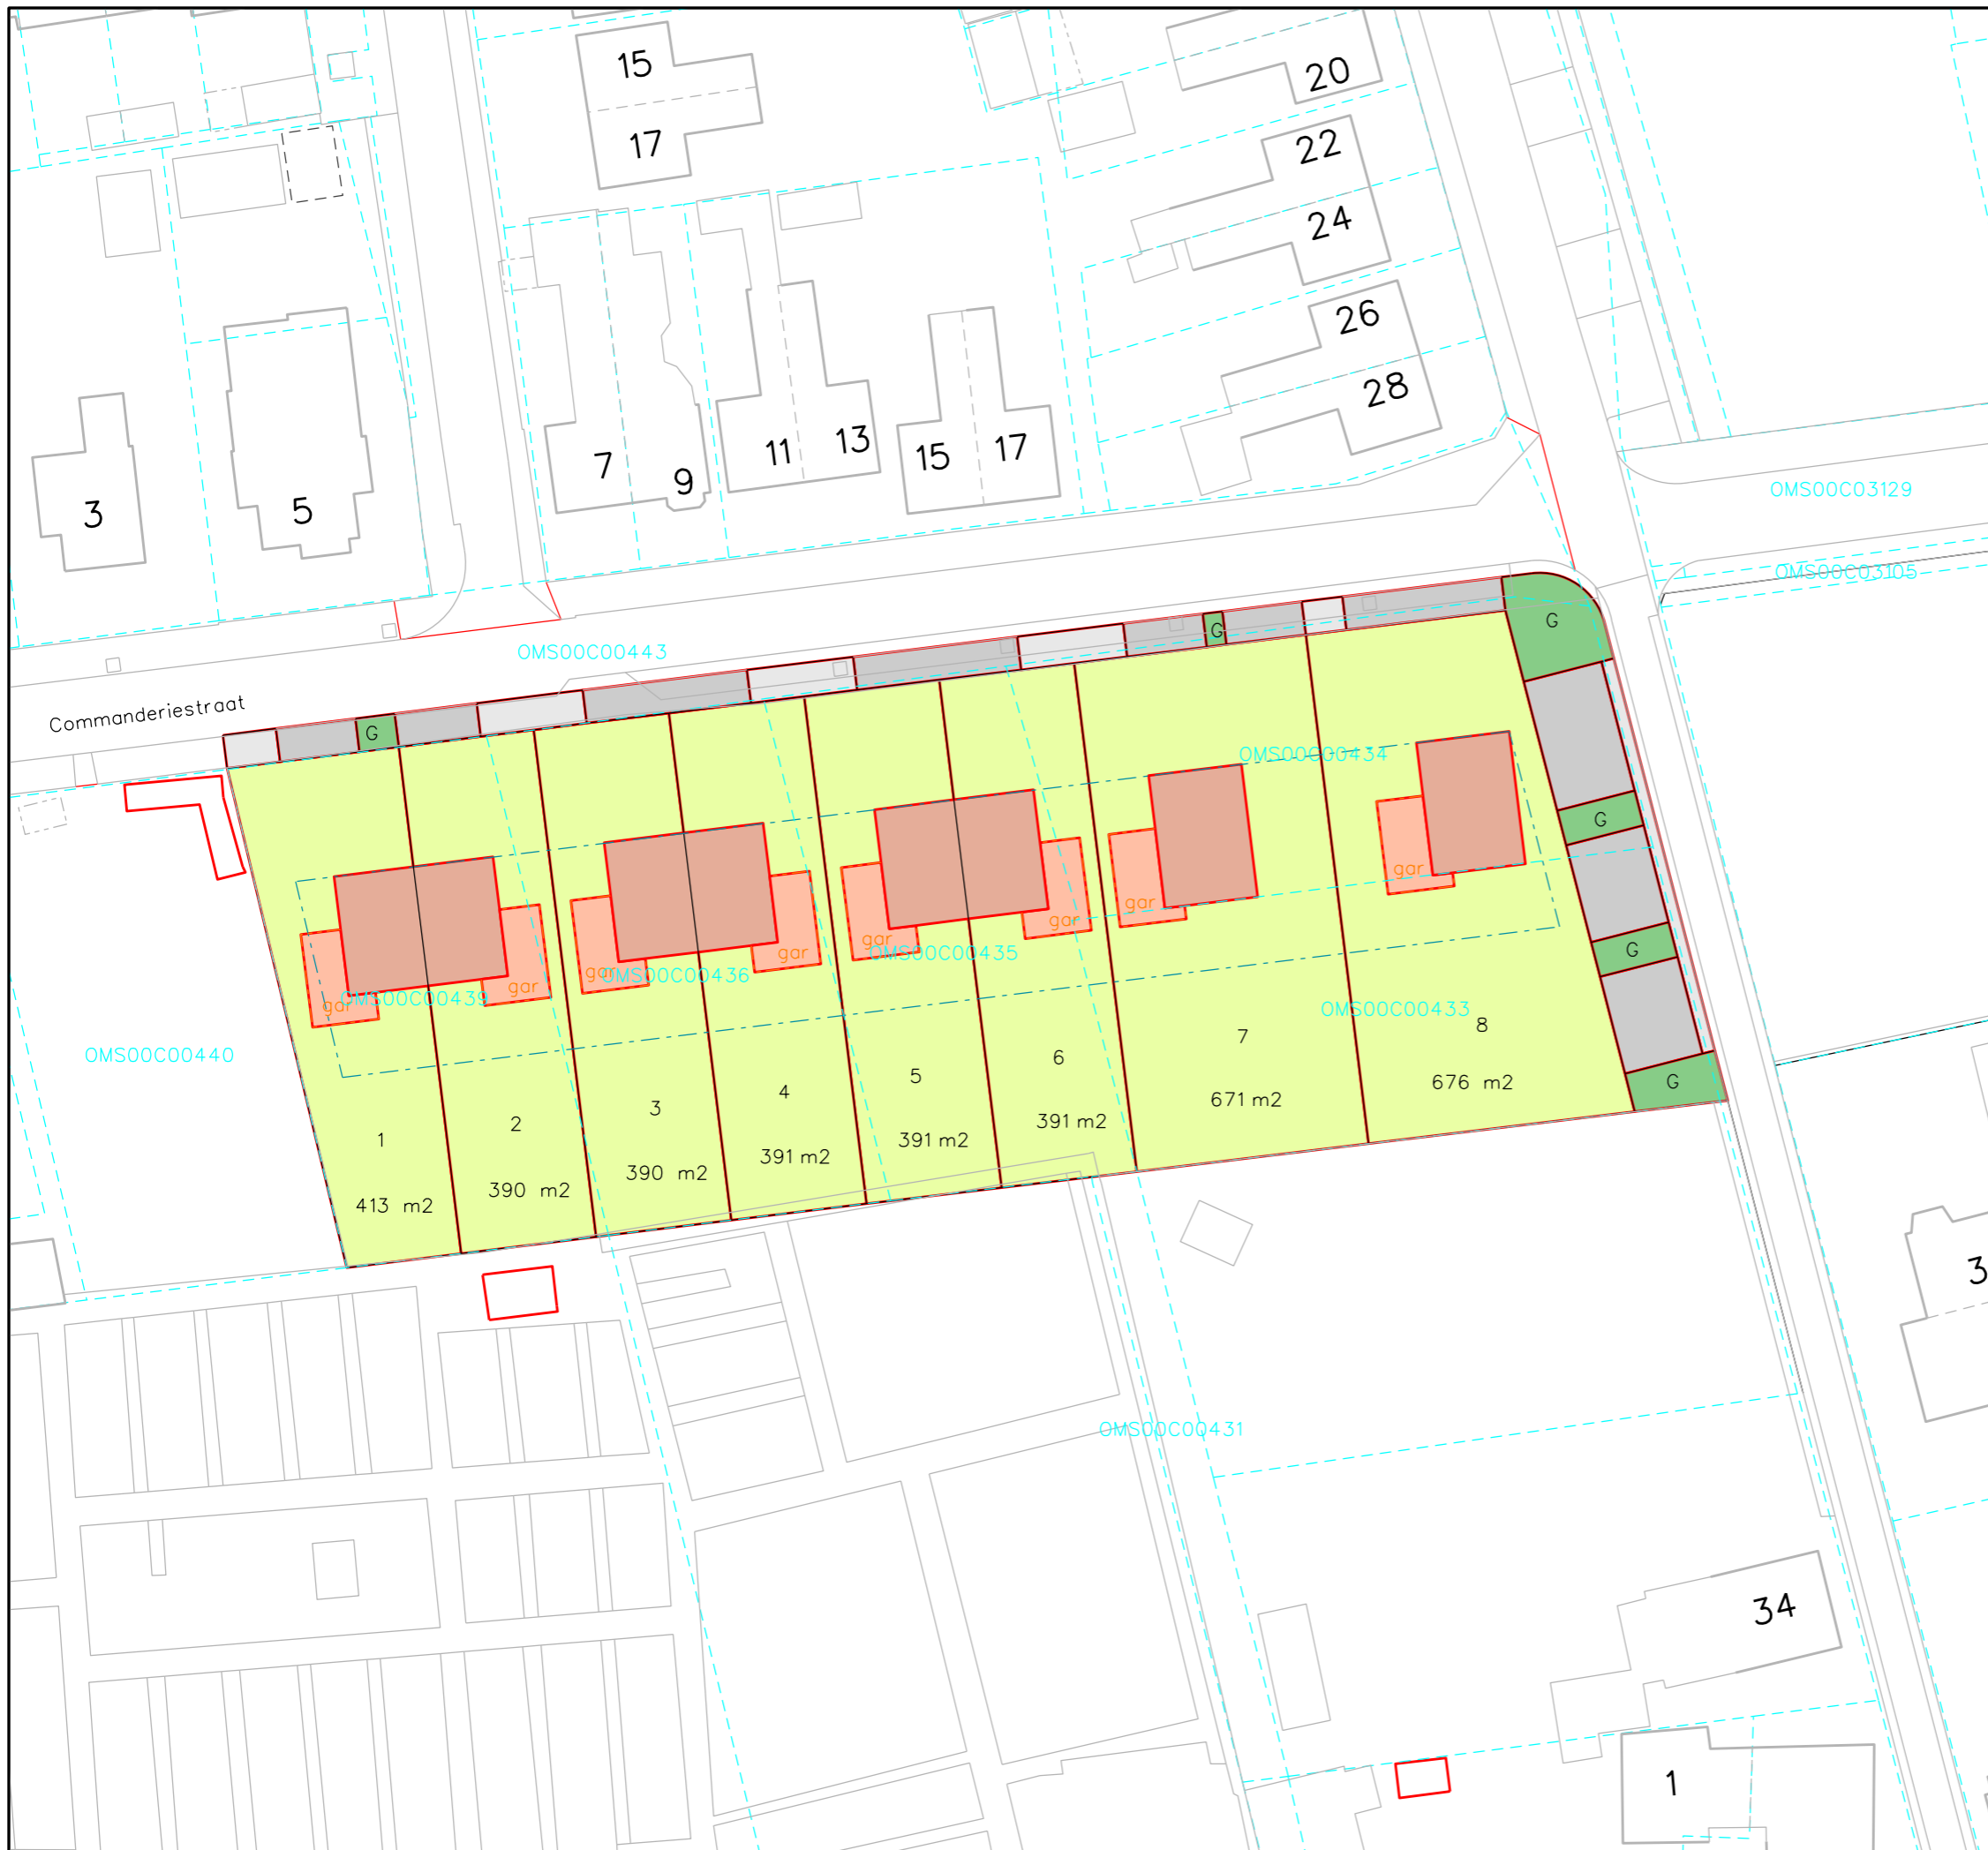 15
17
20
22
24
26
28
3
5
7
9
11
13
15
17
OMS00C03129
OMS00C03105
OMS00C00443
Commanderiestraat
G
G
G
OMS00C00434
gar
gar
gar
gar
gar
gar
gar
gar
G
G
G
OMS00C00439
OMS00C00436
OMS00C00435
OMS00C00433
OMS00C00440
1
413 m2
2
390 m2
3
390 m2
4
391 m2
5
391 m2
6
391 m2
7
671 m2
8
676 m2
3
OMS00C00431
34
1